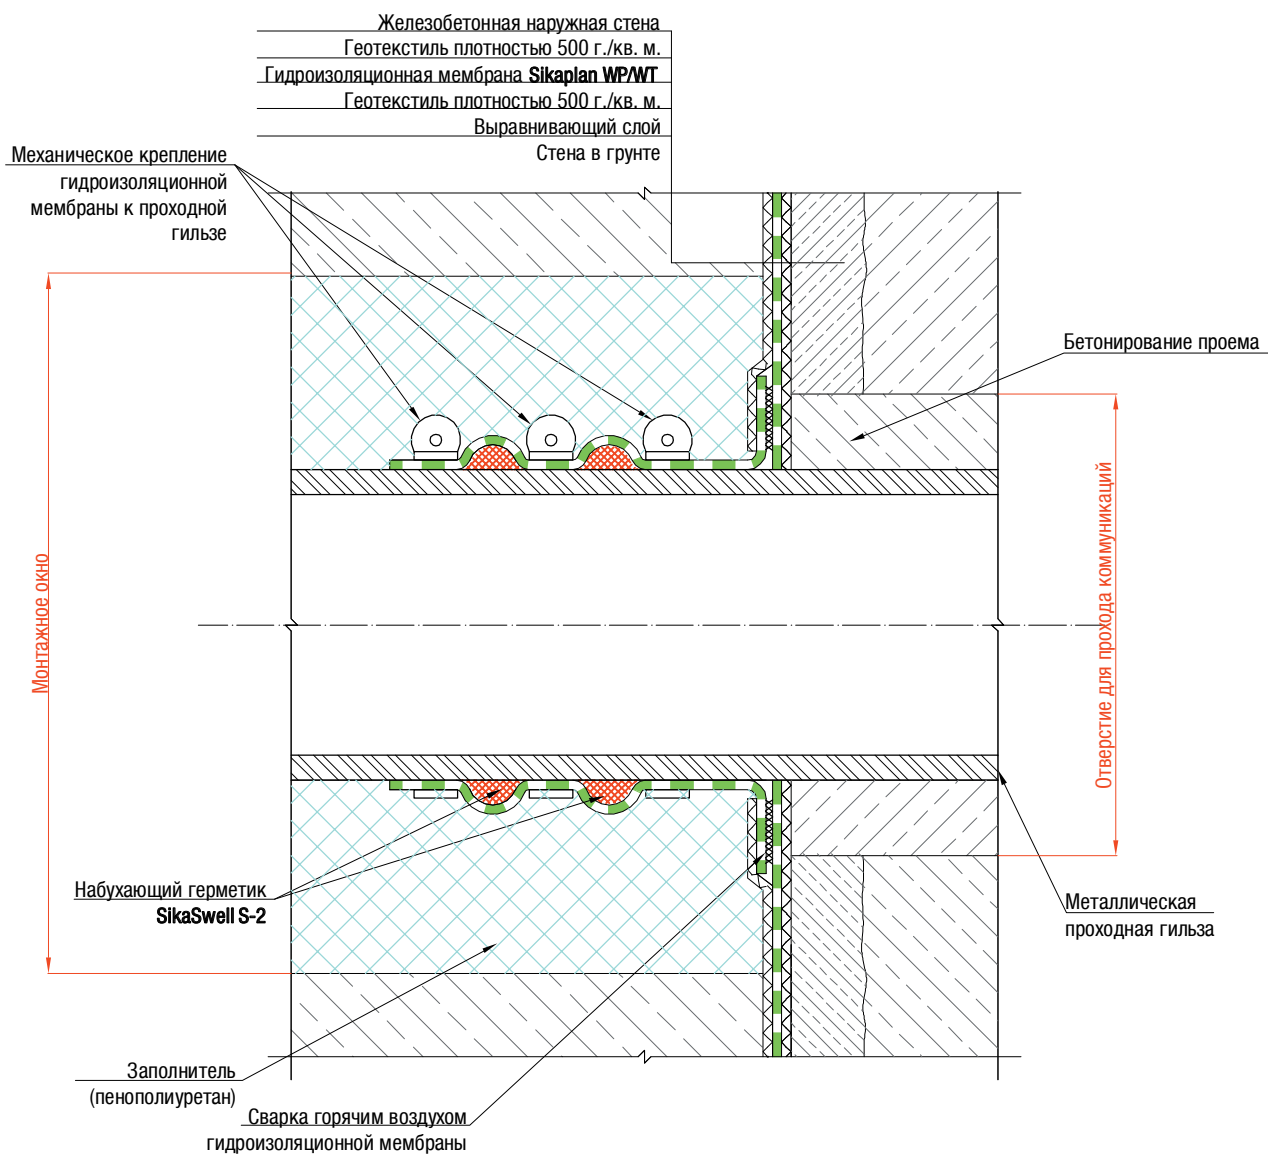 Железобетонная наружная стена
Геотекстиль плотностью 500 г./кв. м.
Гидроизоляционная мембрана Sikaplan WP/WT
Геотекстиль плотностью 500 г./кв. м.
Выравнивающий слой
Стена в грунте
Механическое крепление
гидроизоляционной
мембраны к проходной
гильзе
Бетонирование проема
Монтажное окно
Отверстие для прохода коммуникаций
Набухающий герметик
SikaSwell S-2
Металлическая
проходная гильза
Заполнитель
(пенополиуретан)
Сварка горячим воздухом
гидроизоляционной мембраны